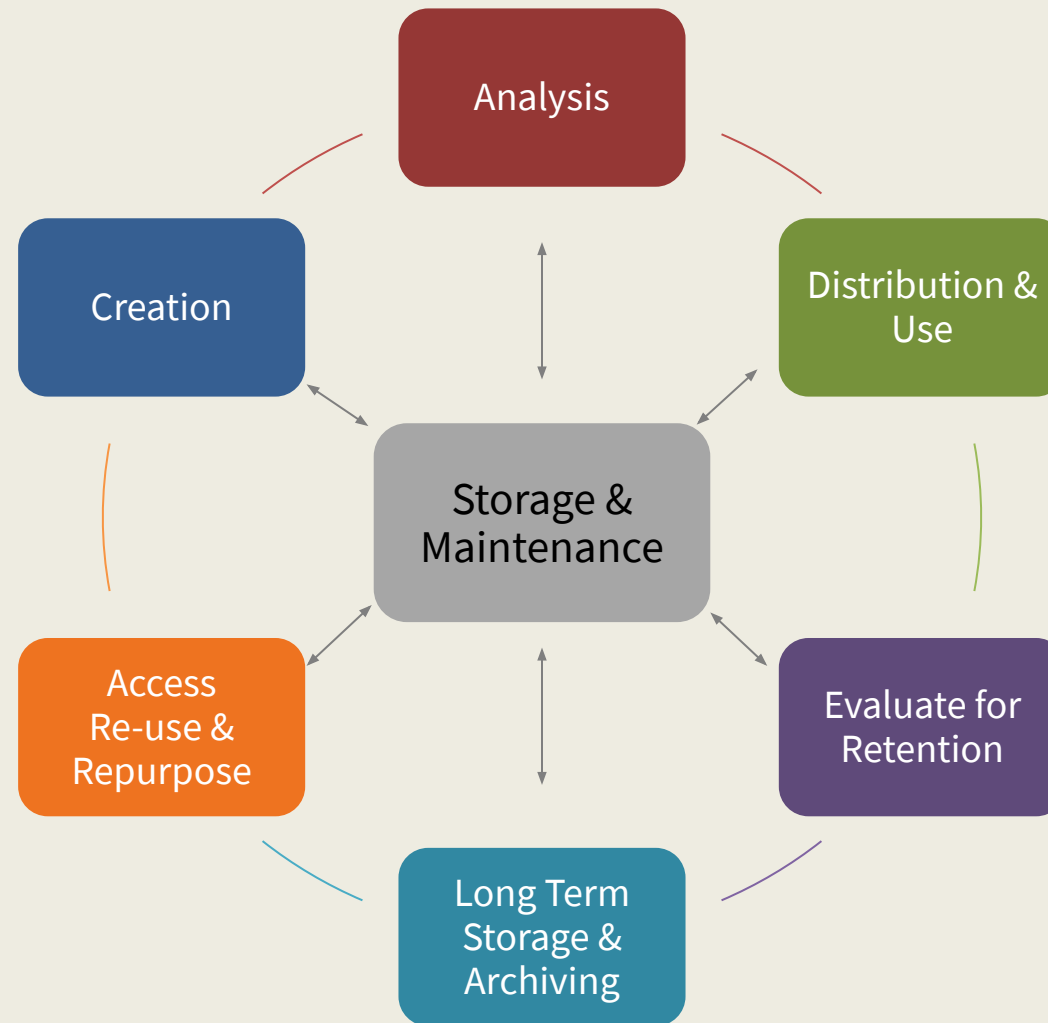 Analysis
Creation
Distribution &
Use
Storage &
Maintenance
Access
Re-use &
Repurpose
Evaluate for
Retention
Long Term
Storage &
Archiving